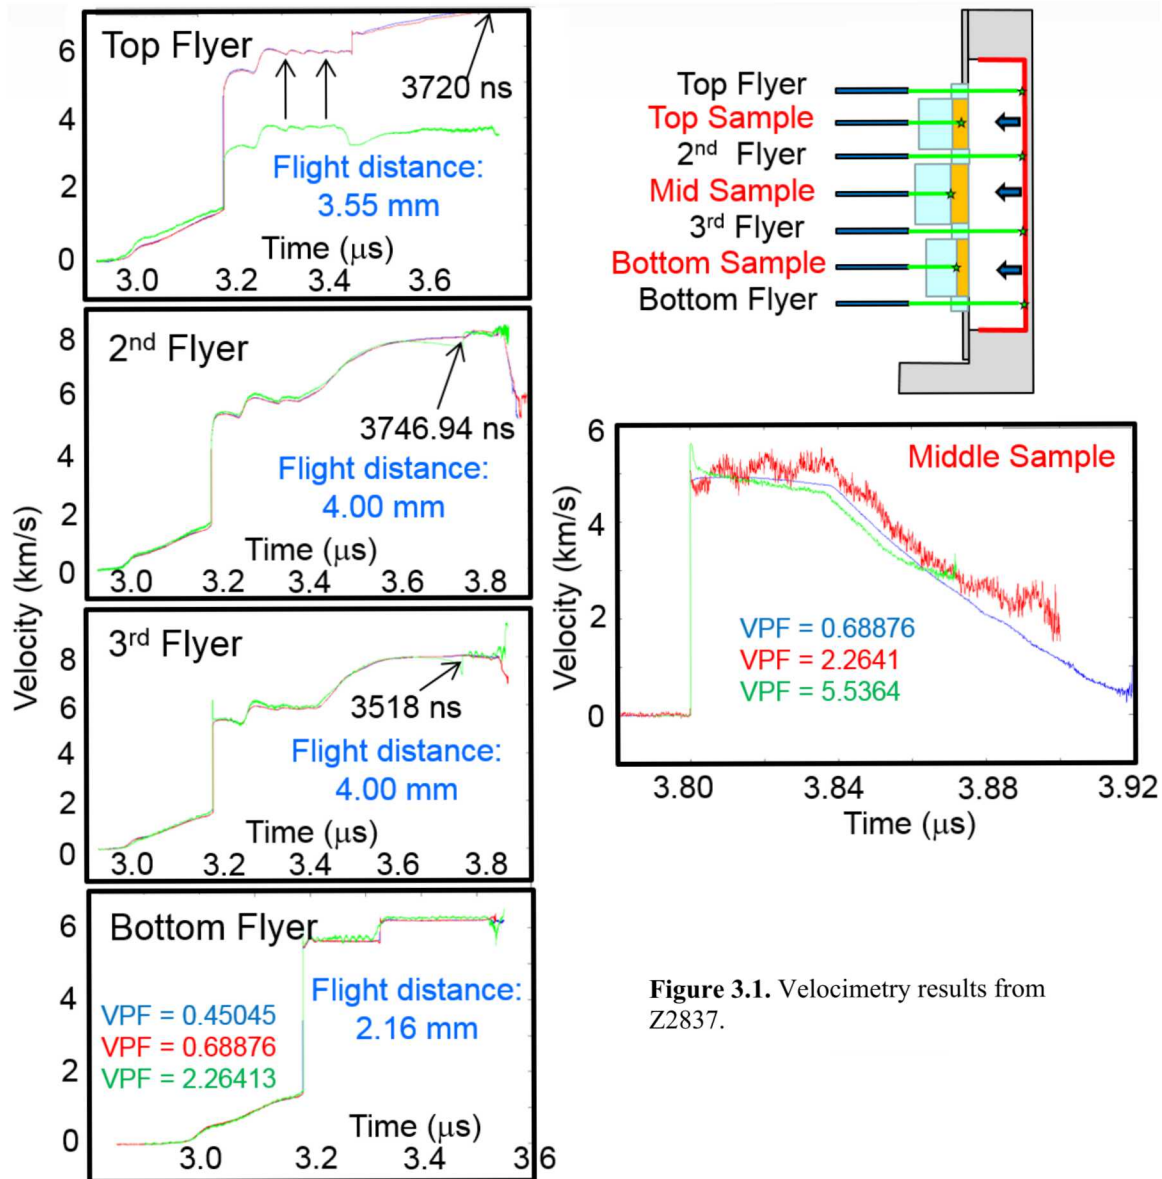 Velocity (km/s)
Top Flyer
6
4
2
0
3720 ns
Flight distance:
3.55 mm
Time (μs)
3.0
3.2
3.4
3.6
2nd Flyer
8
6
4
2
0
3746.94 ns
Flight distance:
4.00 mm
Time (μs)
3.0
3.2
3.4
3.6
3.8
3rd Flyer
8
6
4
2
0
3518 ns
Flight distance:
4.00 mm
Time (μs)
3.0
3.2
3.4
3.6
3.8
Bottom Flyer
6
4
2
0
Flight distance:
2.16 mm
VPF = 0.45045
VPF = 0.68876
VPF = 2.26413
Time (μs)
3.0
3.2
3.4
3 6
Top Flyer
Top Sample
2nd Flyer
Mid Sample
3rd Flyer
Bottom Sample
Bottom Flyer
Middle Sample
Velocity (km/s)
6
4
2
0
VPF = 0.68876
VPF = 2.2641
VPF = 5.5364
3.80
3.84
3.88
3.92
Time (μs)
Figure 3.1. Velocimetry results from
Z2837.